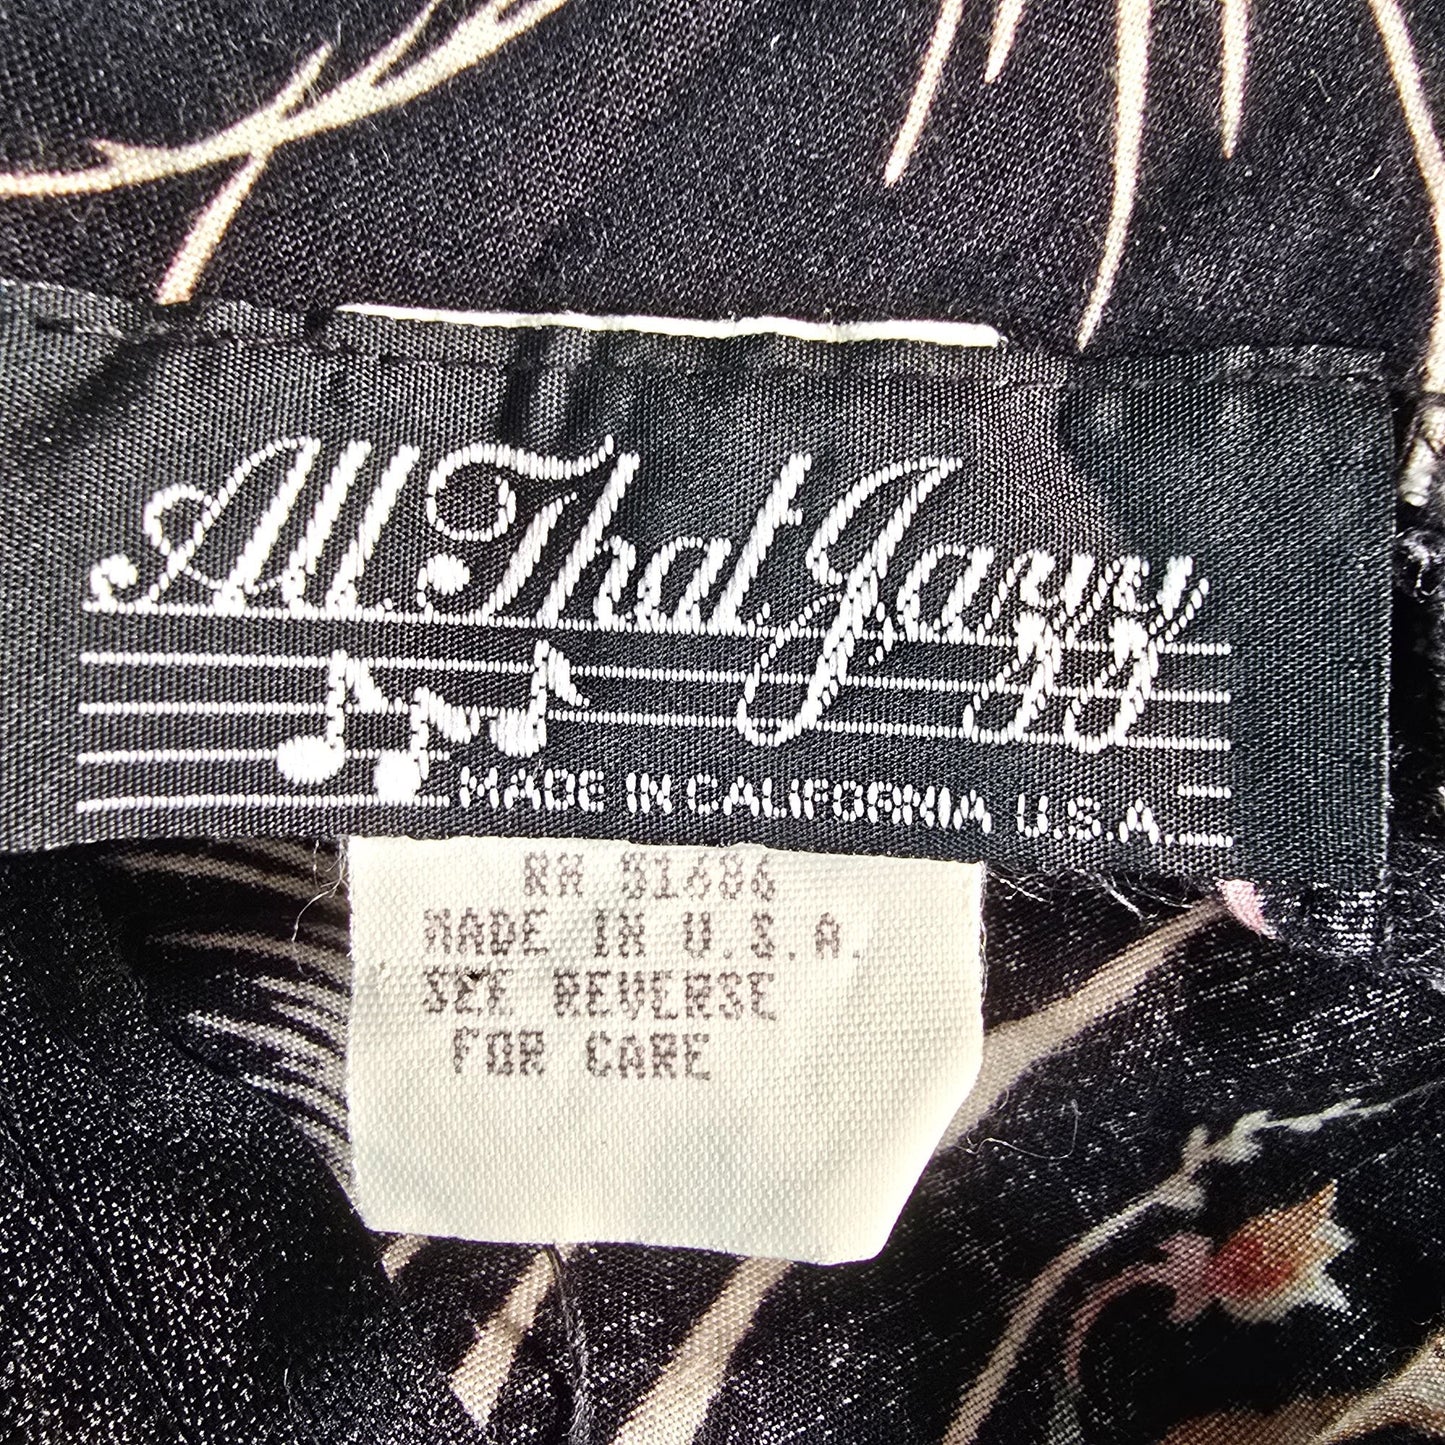 All That Jazz
MADE IN CALIFORNIA U.S.A.
RN 51686
MADE IN U.S.A.
SEE REVERSE
FOR CARE